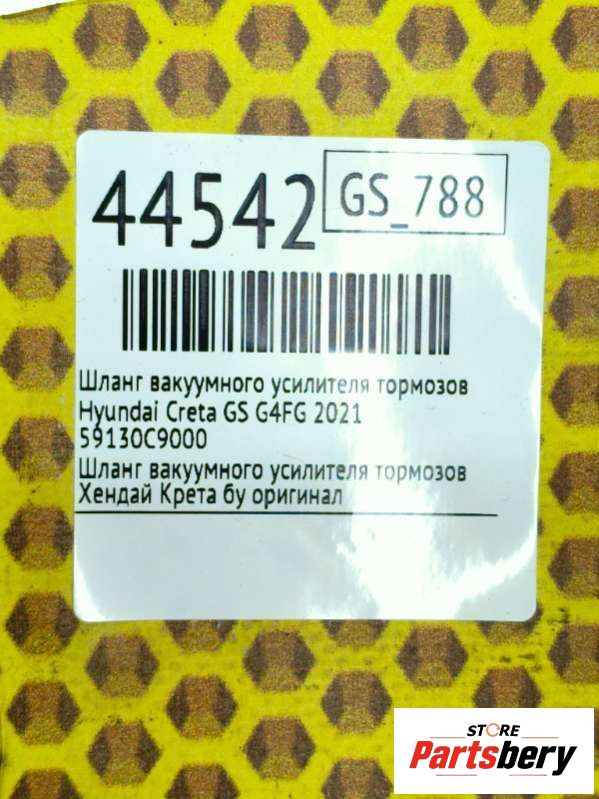 44542
GS_788
Шланг вакуумного усилителя тормозов
Hyundai Creta GS G4FG 2021
59130C9000
Шланг вакуумного усилителя тормозов
Хендай Крета бу оригинал
STORE
Partsbery